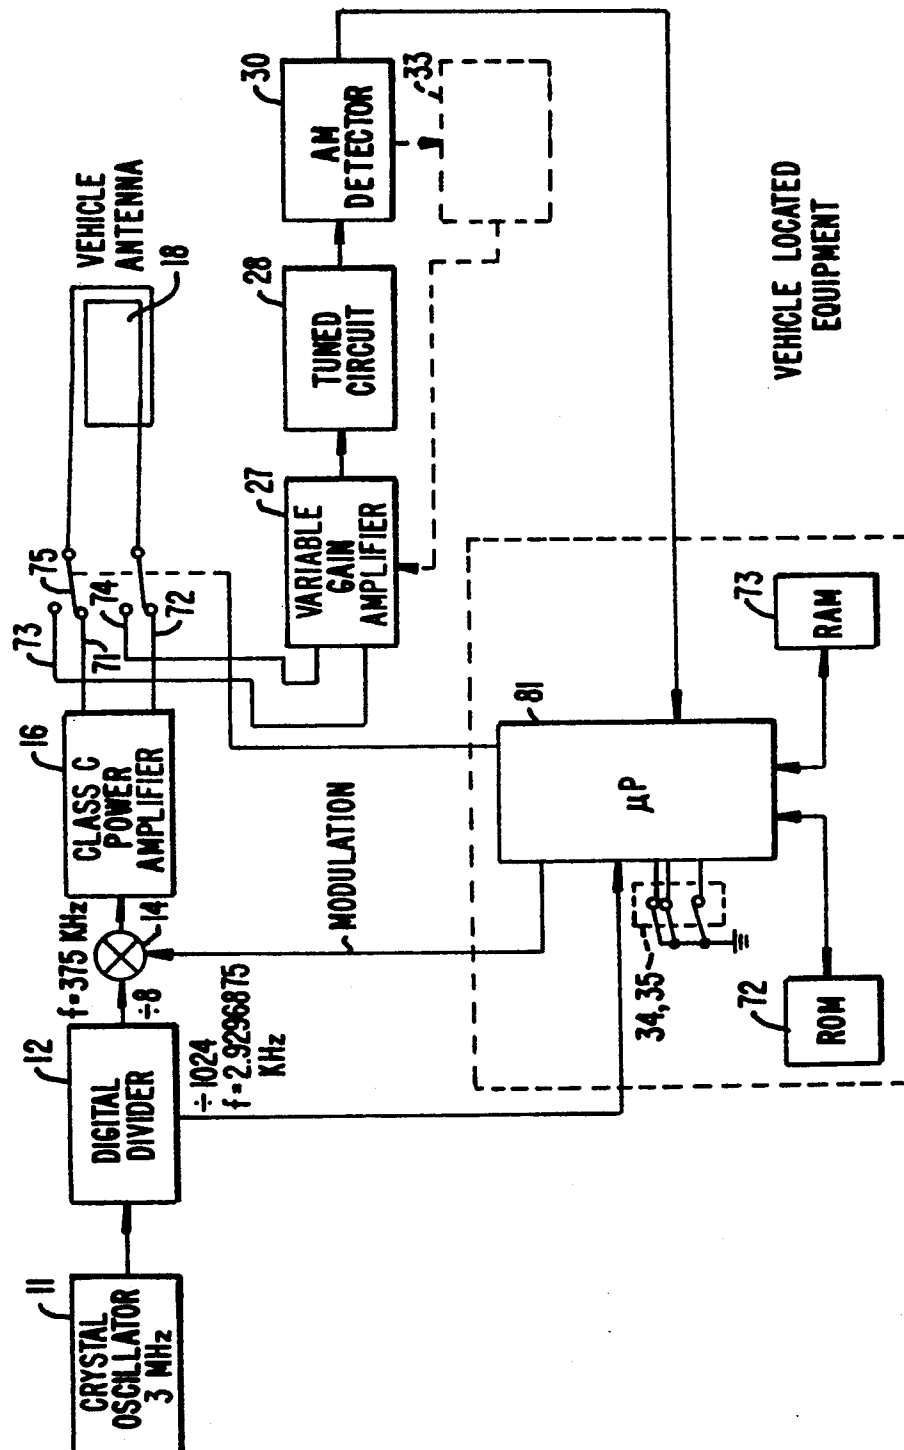 CRYSTAL
OSCILLATOR
3 MHz
11
DIGITAL
DIVIDER
12
f=375 KHz
÷8
14
÷1024
f=2.9296875
KHz
CLASS C
POWER
AMPLIFIER
16
MODULATION
73
75
71
74
72
VEHICLE
ANTENNA
18
VARIABLE
GAIN
AMPLIFIER
27
TUNED
CIRCUIT
28
AM
DETECTOR
30
33
μP
81
34,35
ROM
72
RAM
73
VEHICLE LOCATED
EQUIPMENT